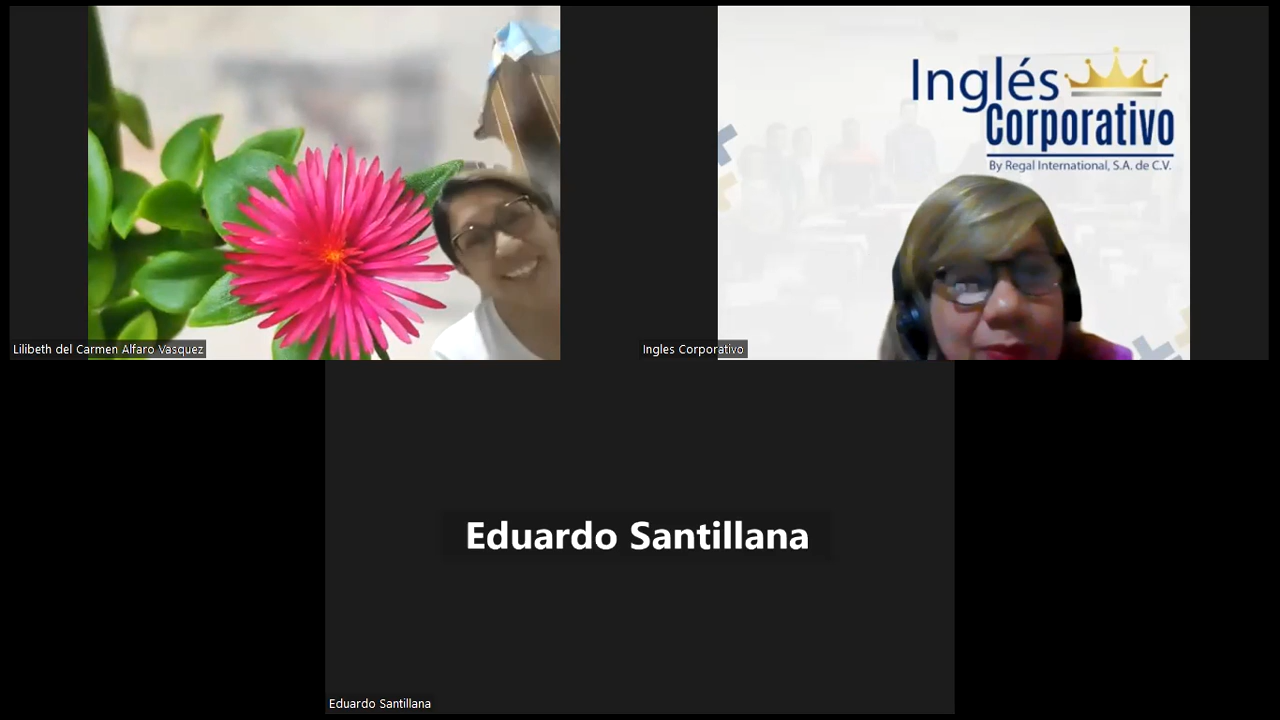 Inglés
Corporativo
By Regal International, S.A. de C.V.
Lilibeth del Carmen Alfaro Vasquez
Ingles Corporativo
Eduardo Santillana
Eduardo Santillana